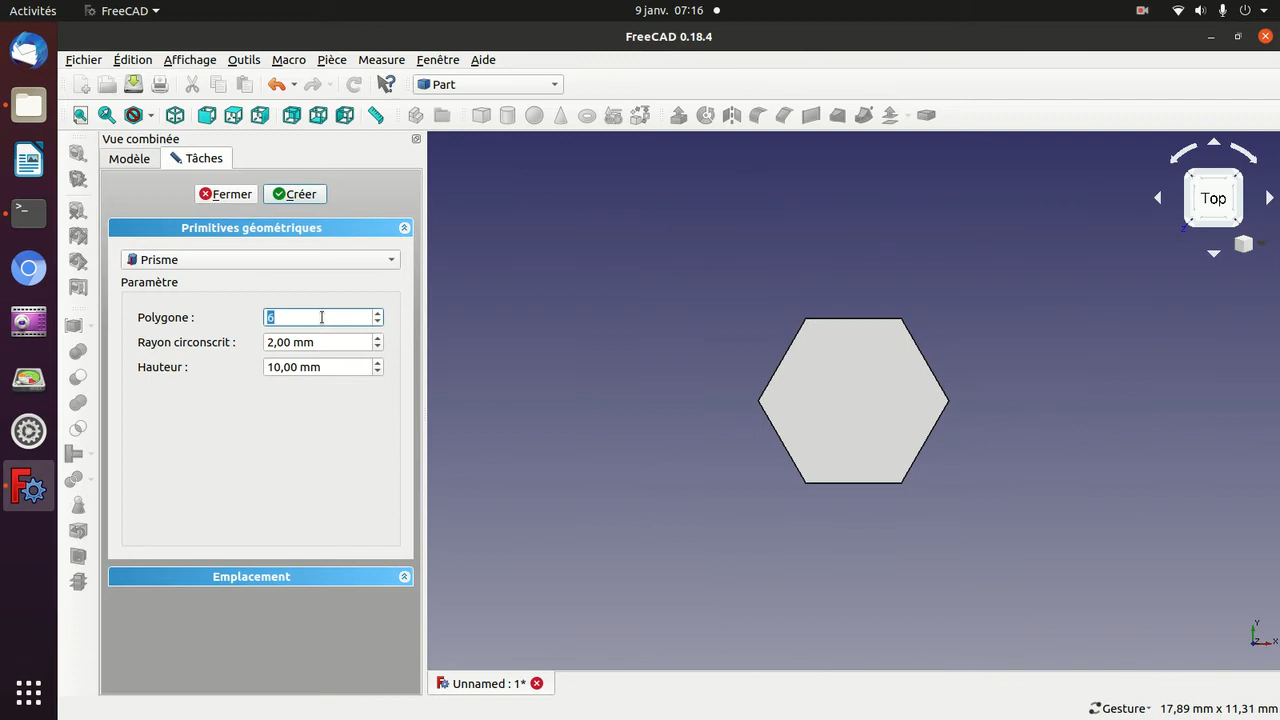 Activités
FreeCAD
9 janv. 07:16
FreeCAD 0.18.4
Fichier Édition Affichage Outils Macro Pièce Mesure Fenêtre Aide
Part
Vue combinée
Modèle
Tâches
Fermer
Créer
Primitives géométriques
Prisme
Paramètre
Polygone : 6
Rayon circonscrit : 2,00 mm
Hauteur : 10,00 mm
Emplacement
Top
Z
Y
X
Unnamed : 1*
Gesture
17,89 mm x 11,31 mm